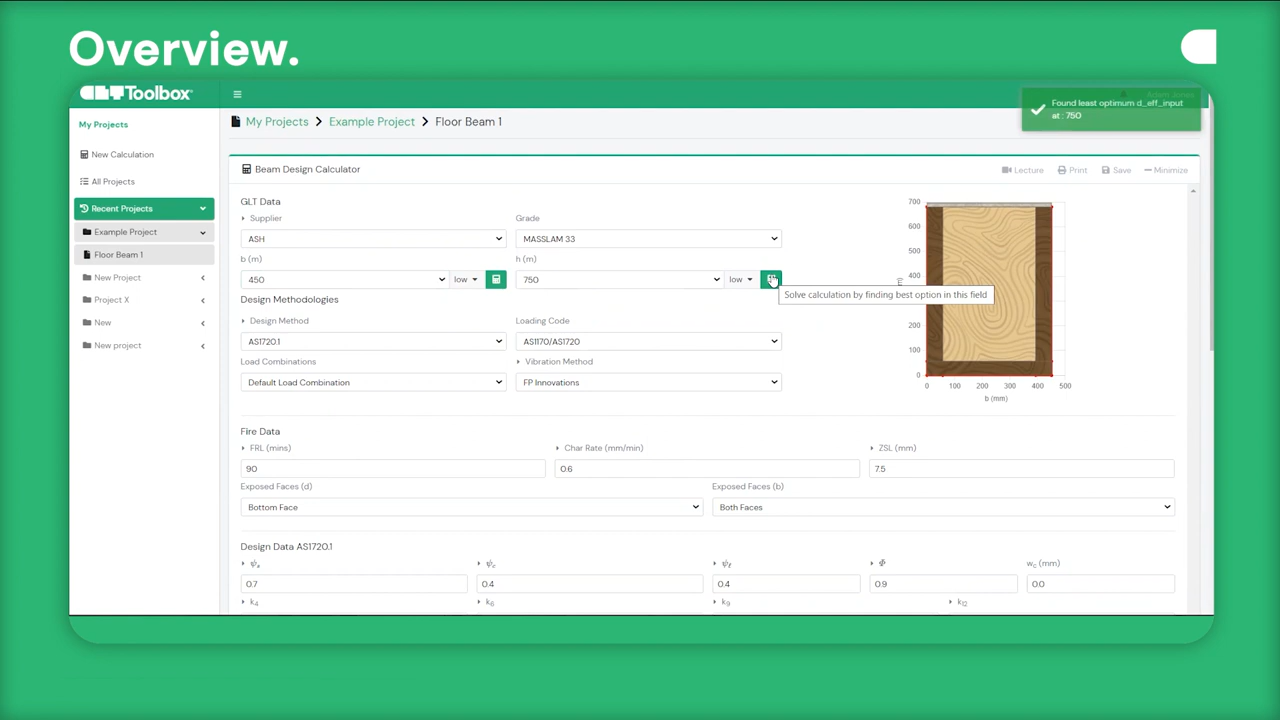 Overview.
CLTToolbox
Adam Jones
Found least optimum d_eff_input
at : 750
My Projects
My Projects
Example Project
Floor Beam 1
New Calculation
All Projects
Recent Projects
Example Project
Floor Beam 1
New Project
Project X
New
New project
Beam Design Calculator
Lecture
Print
Save
Minimize
GLT Data
Supplier
Grade
ASH
MASSLAM 33
b (m)
h (m)
450
low
750
low
Solve calculation by finding best option in this field
Design Methodologies
Design Method
Loading Code
AS1720.1
AS1170/AS1720
Load Combinations
Vibration Method
Default Load Combination
FP Innovations
700
600
500
400
200
100
0
0 100 200 300 400 500
b (mm)
Fire Data
FRL (mins)
Char Rate (mm/min)
ZSL (mm)
90
0.6
7.5
Exposed Faces (d)
Exposed Faces (b)
Bottom Face
Both Faces
Design Data AS1720.1
ψs
ψc
ψℓ
Φ
wc (mm)
0.7
0.4
0.4
0.9
0.0
k4
k6
k9
k12